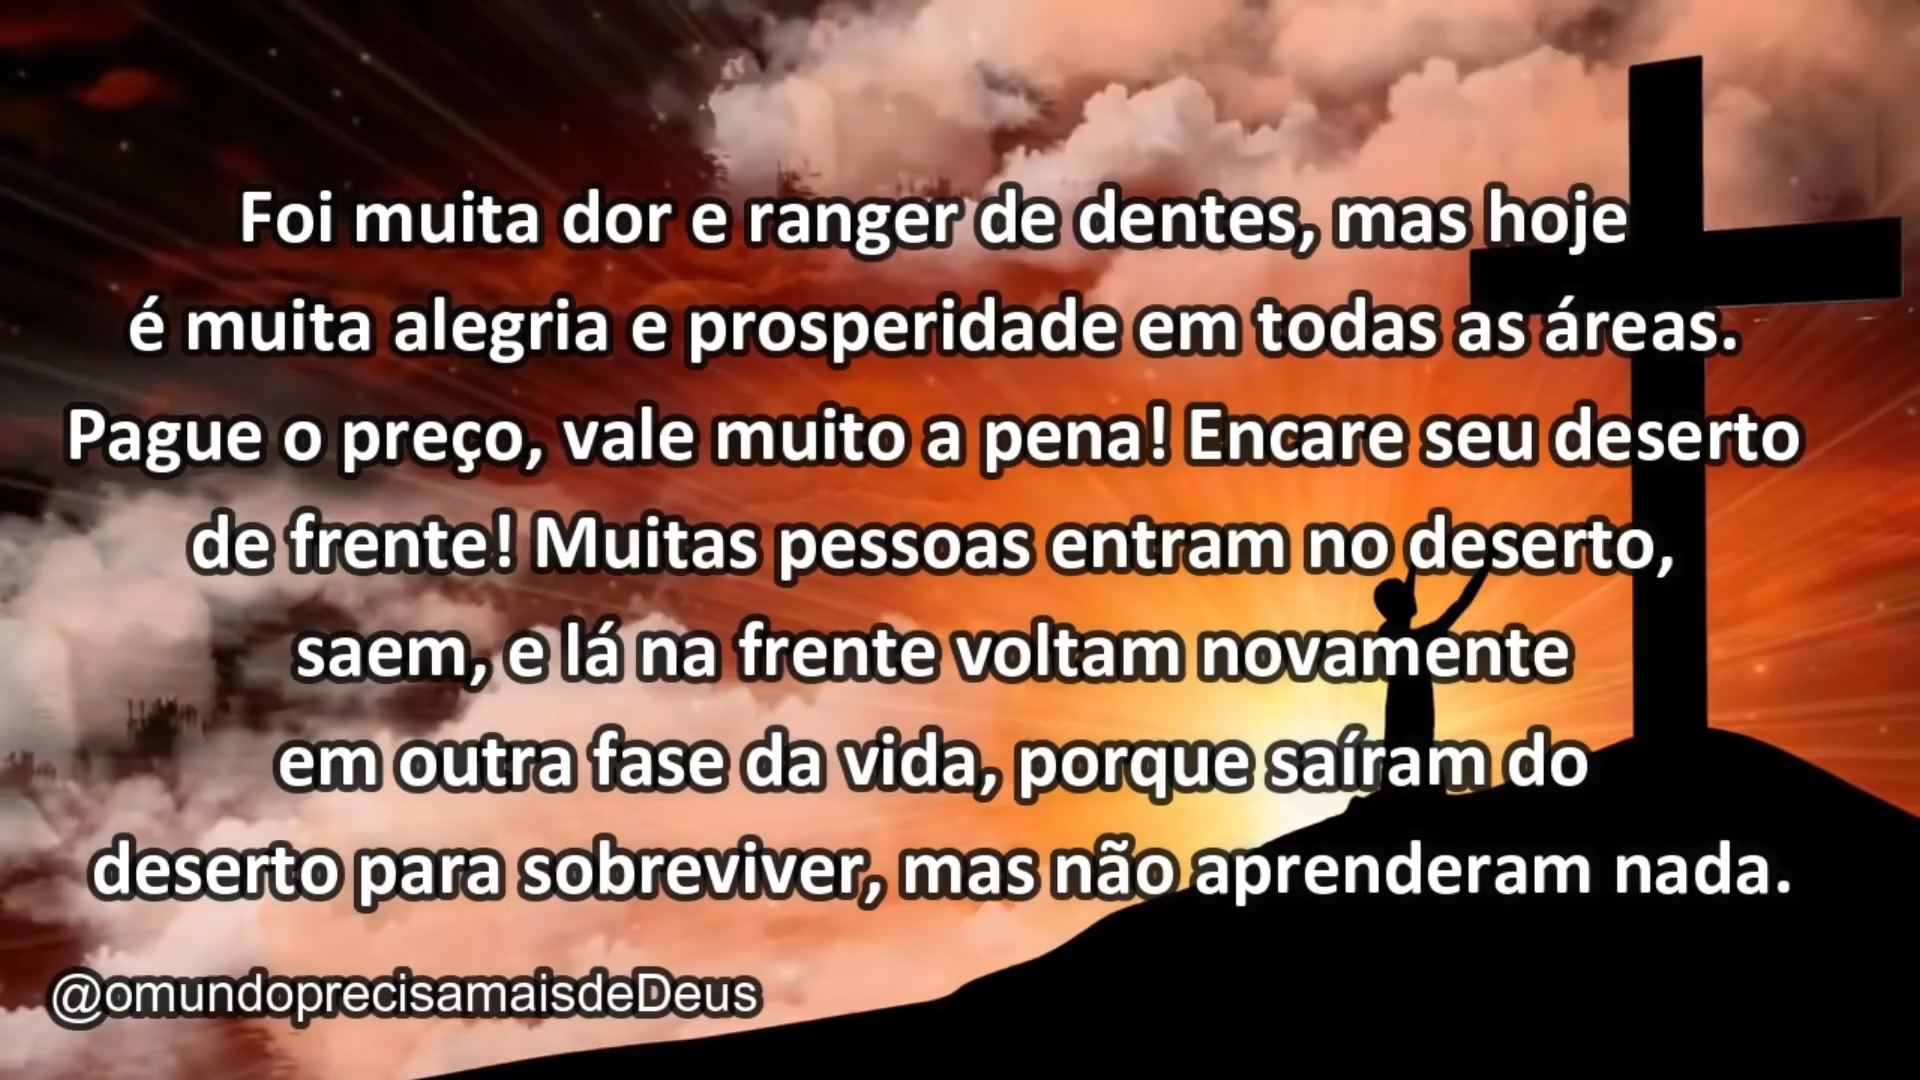 Foi muita dor e ranger de dentes, mas hoje
é muita alegria e prosperidade em todas as áreas.
Pague o preço, vale muito a pena! Encare seu deserto
de frente! Muitas pessoas entram no deserto,
saem, e lá na frente voltam novamente
em outra fase da vida, porque saíram do
deserto para sobreviver, mas não aprenderam nada.
@omundoprecisamaisdeDeus